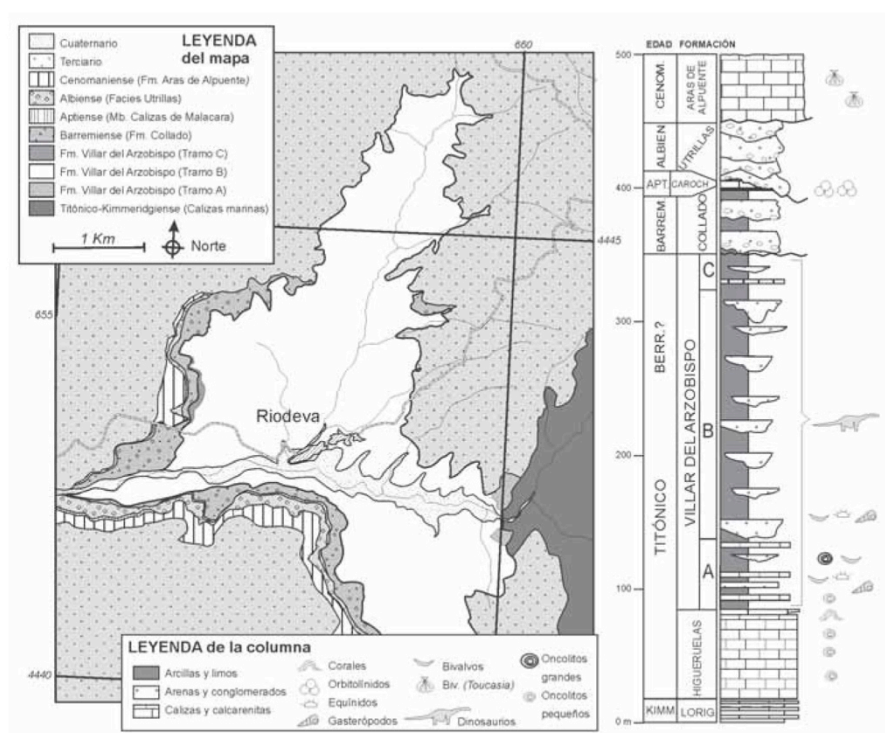 LEYENDA
del mapa
Cuaternario
Terciario
Cenomaniense (Fm. Aras de Alpuente)
Albiense (Facies Utrillas)
Aptiense (Mb. Calizas de Malacara)
Barremiense (Fm. Collado)
Fm. Villar del Arzobispo (Tramo C)
Fm. Villar del Arzobispo (Tramo B)
Fm. Villar del Arzobispo (Tramo A)
Titónico-Kimmeridgiense (Calizas marinas)
1 Km
Norte
660
4445
655
Riodeva
4440
LEYENDA de la columna
Arcillas y limos
Arenas y conglomerados
Calizas y calcarenitas
Corales
Orbitolínidos
Equínidos
Gasterópodos
Bivalvos
Biv. (Toucasia)
Dinosaurios
Oncolitos
grandes
Oncolitos
pequeños
EDAD FORMACIÓN
500
CENOM.
ARAS DE
ALPUENTE
ALBIEN
UTRILLAS
400
APT.
CAROCH
BARREM.
COLLADO
300
BERR.?
VILLAR DEL ARZOBISPO
C
200
B
TITÓNICO
100
A
HIGUERUELAS
0 m
KIMM.
LORIG